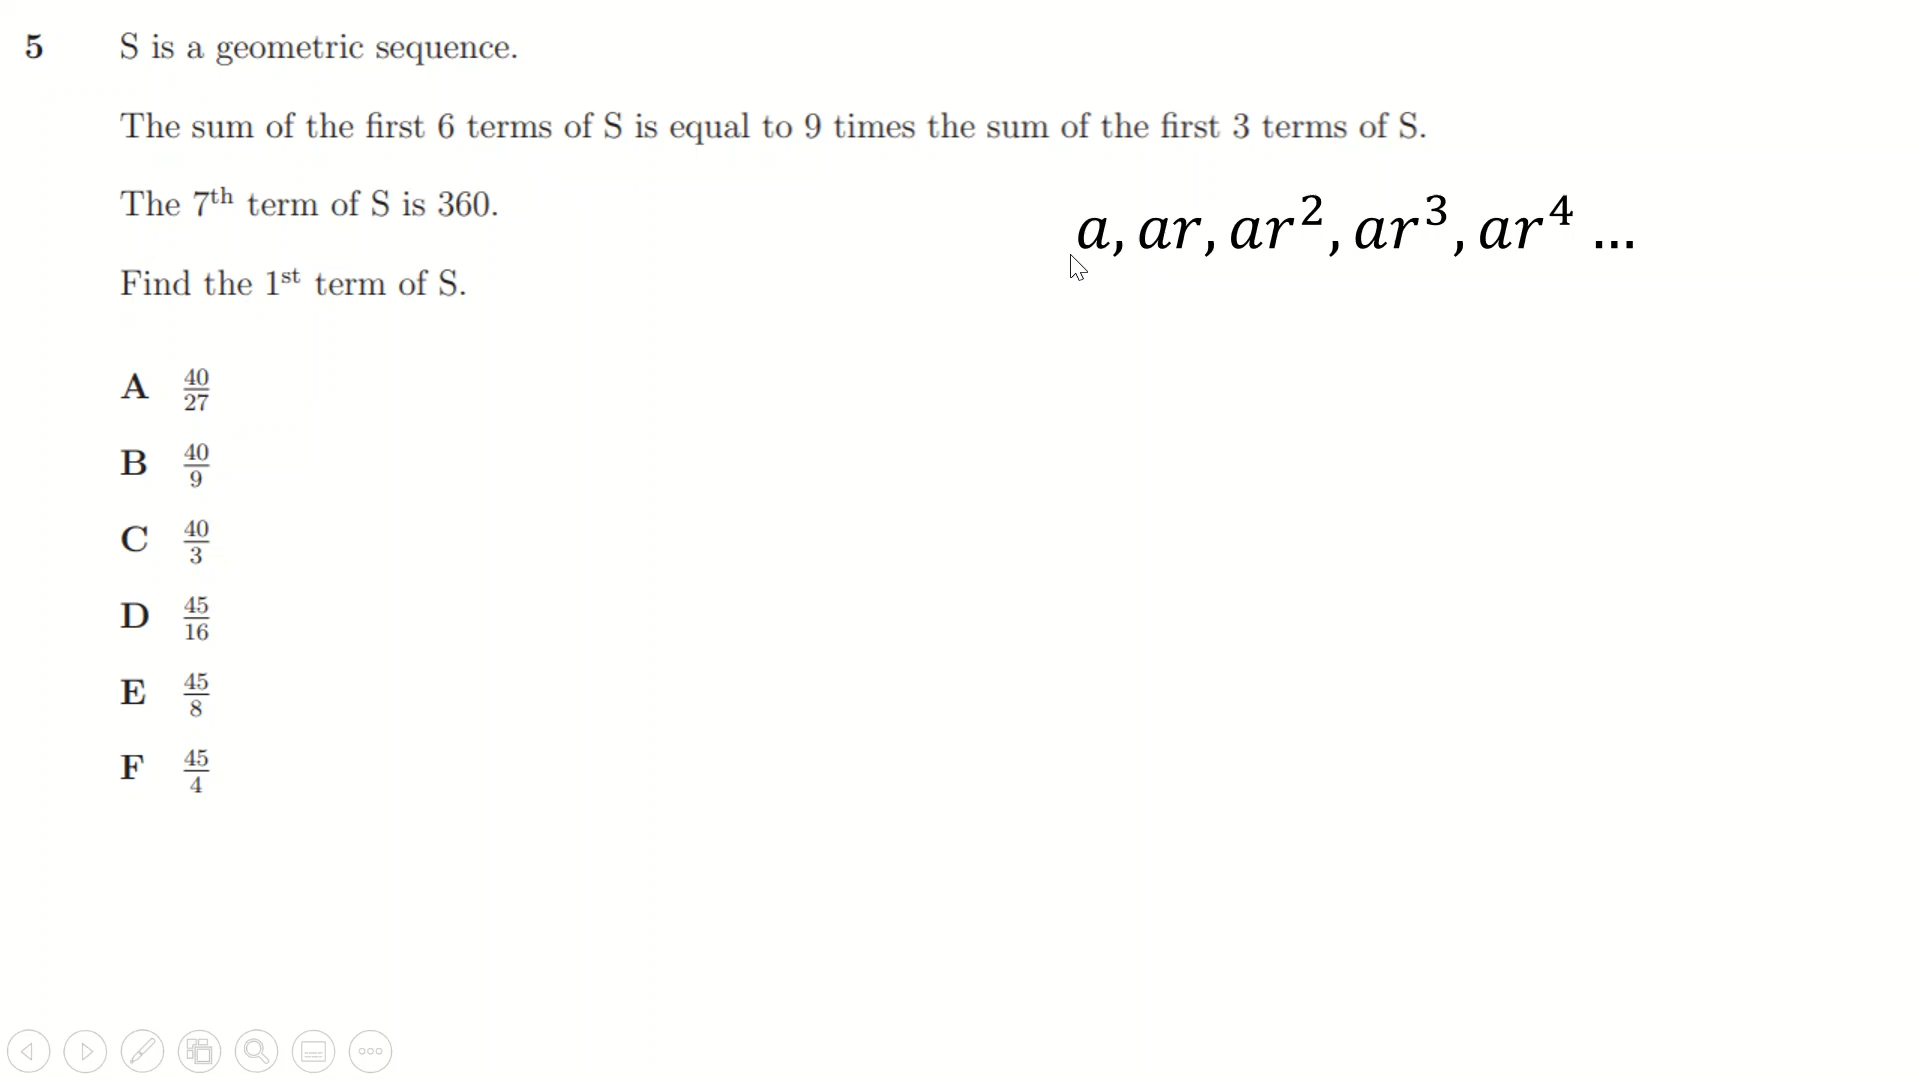 5 S is a geometric sequence.
The sum of the first 6 terms of S is equal to 9 times the sum of the first 3 terms of S.
The 7ᵗʰ term of S is 360.
a, ar, ar², ar³, ar⁴ ...
Find the 1ˢᵗ term of S.
A 40/27
B 40/9
C 40/3
D 45/16
E 45/8
F 45/4